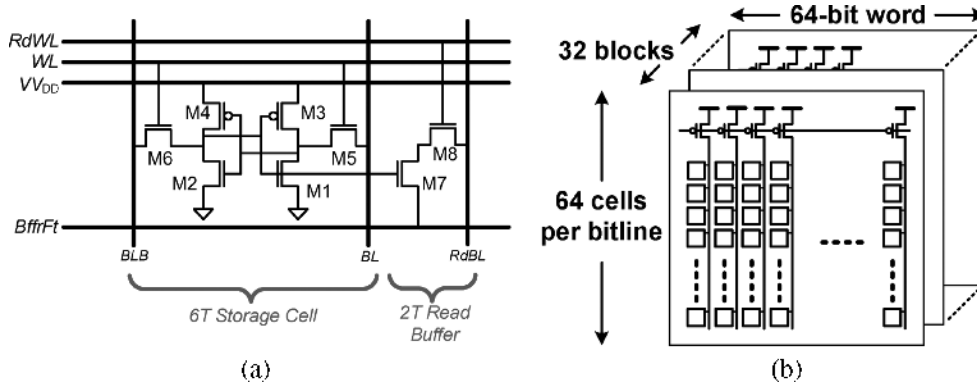 RdWL
WL
VVDD
M4
M3
M6
M5
M8
M2
M1
M7
BffrFt
BLB
BL
RdBL
6T Storage Cell
2T Read
Buffer
(a)
64-bit word
32 blocks
64 cells
per bitline
(b)